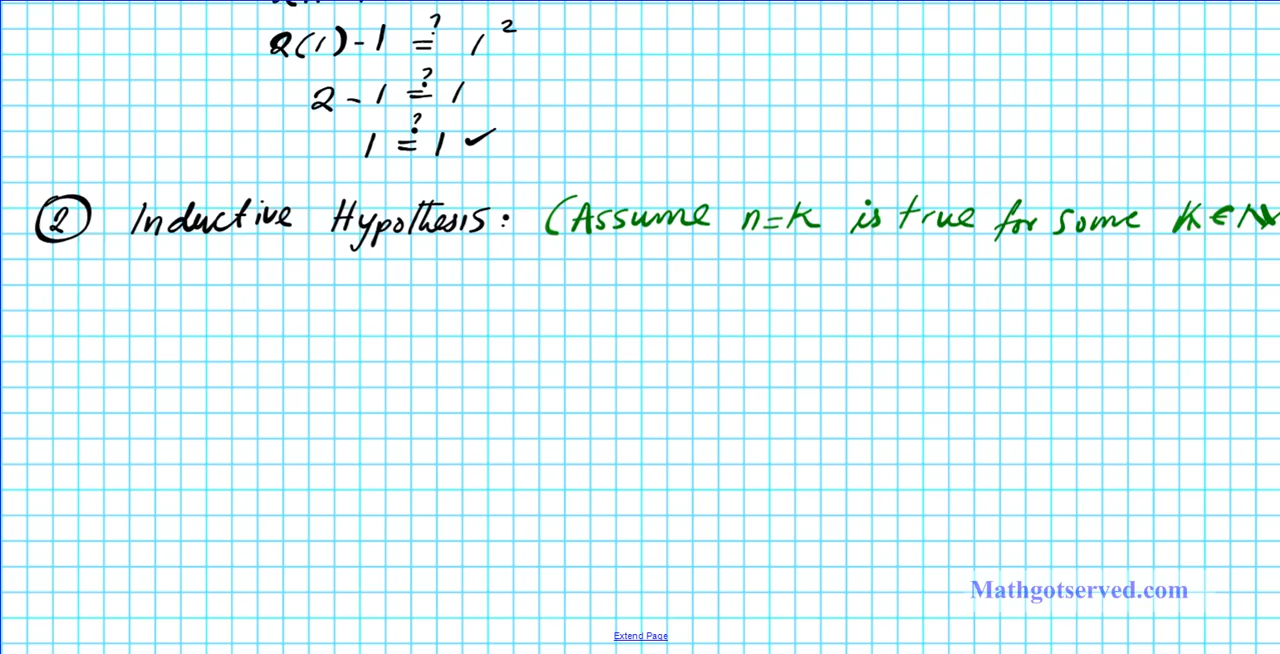 2(1) - 1 ≟ 1²
2 - 1 ≟ 1
1 ≟ 1 ✓
② Inductive Hypothesis: (Assume n=k is true for some K∈ℕ
Mathgotserved.com
Extend Page